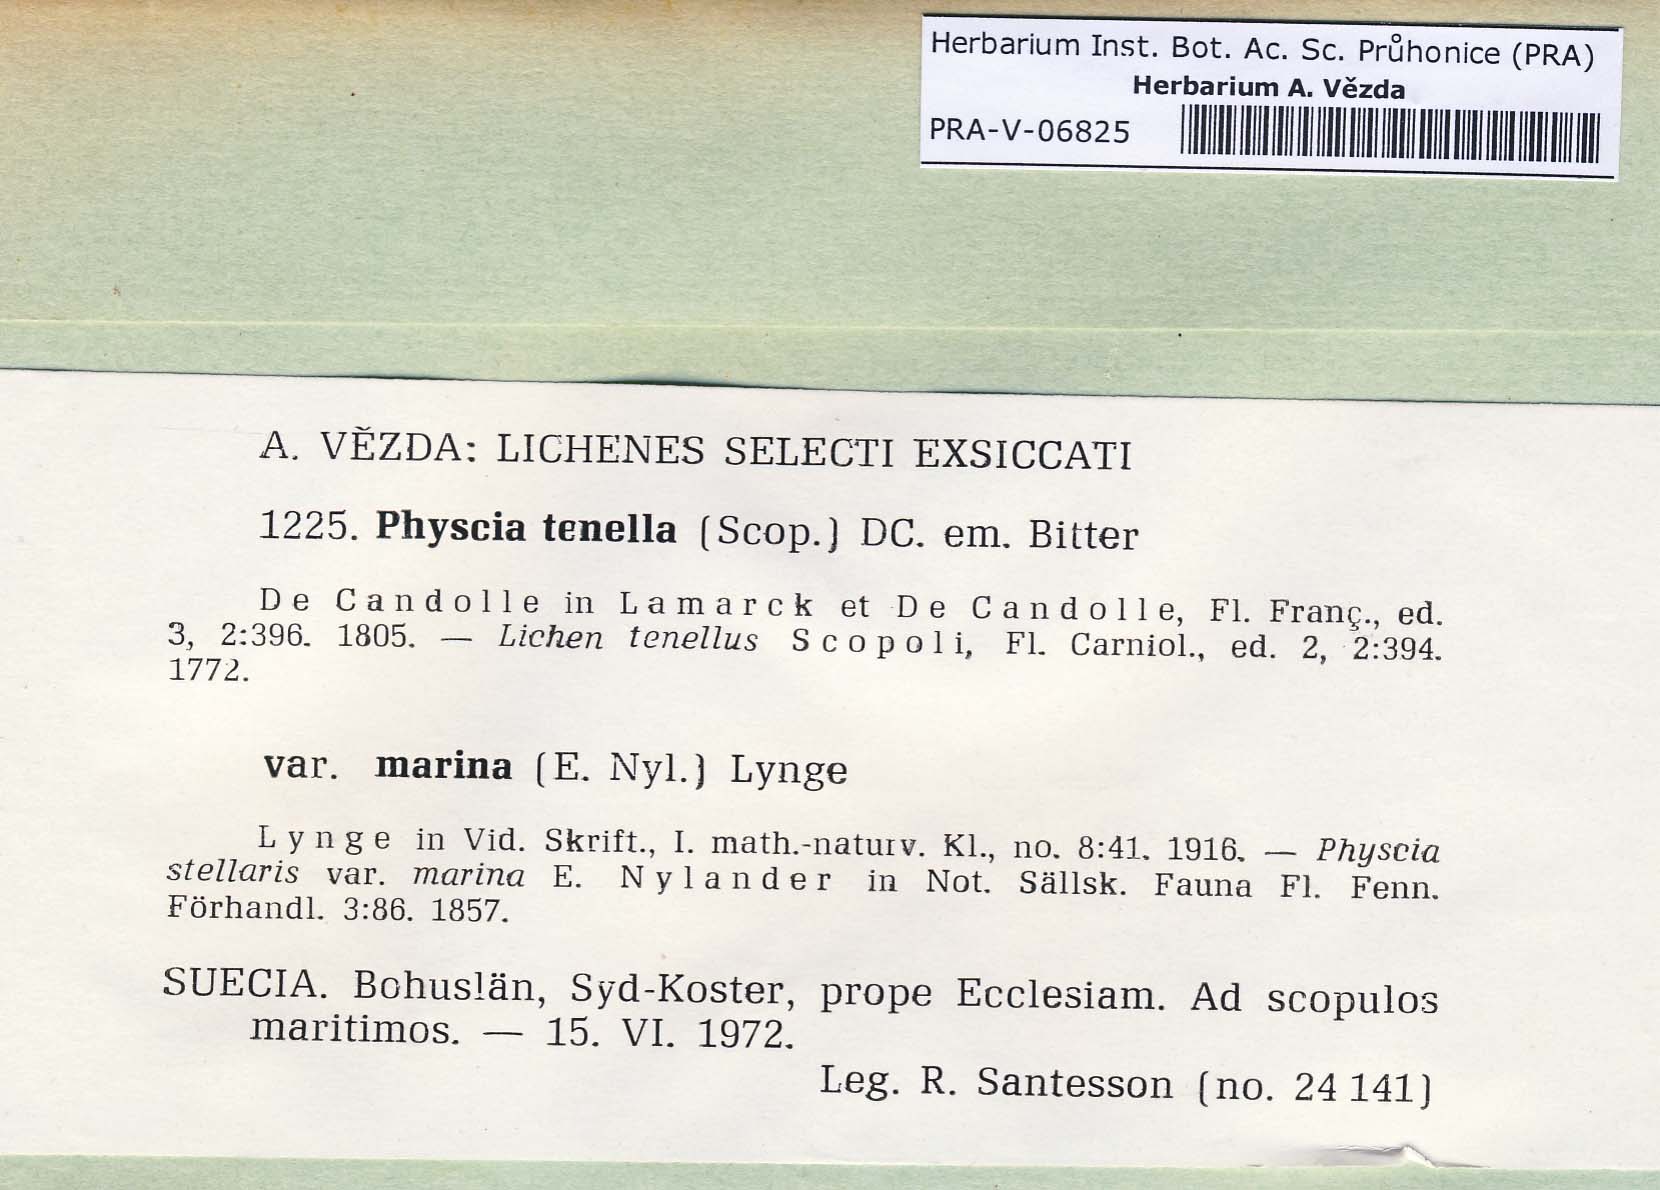 Herbarium Inst. Bot. Ac. Sc. Průhonice (PRA)
Herbarium A. Vězda
PRA-V-06825
A. VĚZDA: LICHENES SELECTI EXSICCATI
1225. Physcia tenella (Scop.) DC. em. Bitter
De Candolle in Lamarck et De Candolle, Fl. Franç., ed.
3, 2:396. 1805. — Lichen tenellus Scopoli, Fl. Carniol., ed. 2, 2:394.
1772.
var. marina (E. Nyl.) Lynge
Lynge in Vid. Skrift., I. math.-naturv. Kl., no. 8:41. 1916. — Physcia
stellaris var. marina E. Nylander in Not. Sällsk. Fauna Fl. Fenn.
Förhandl. 3:86. 1857.
SUECIA. Bohuslän, Syd-Koster, prope Ecclesiam. Ad scopulos
maritimos. — 15. VI. 1972.
Leg. R. Santesson (no. 24 141)